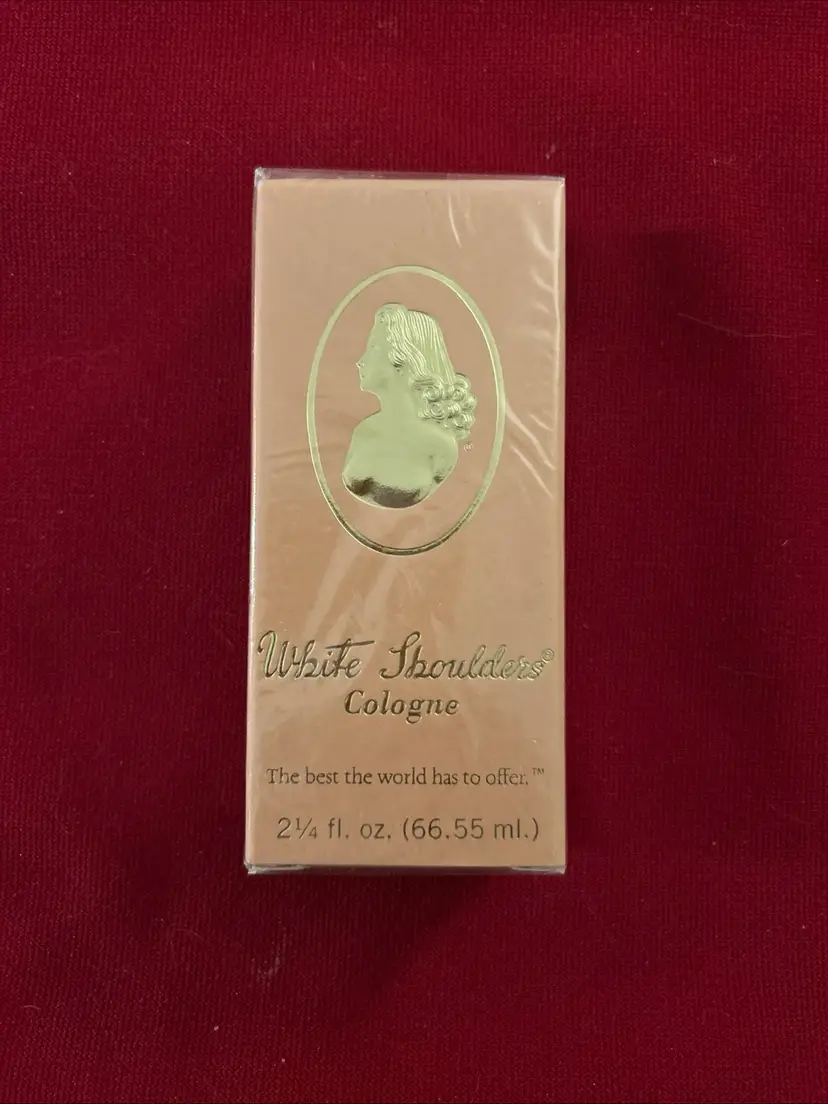 White Shoulders®
Cologne
The best the world has to offer.™
2¼ fl. oz. (66.55 ml.)